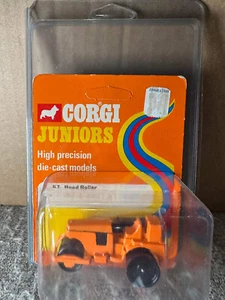 CORGI
JUNIORS
High precision
die-cast models
Road Roller